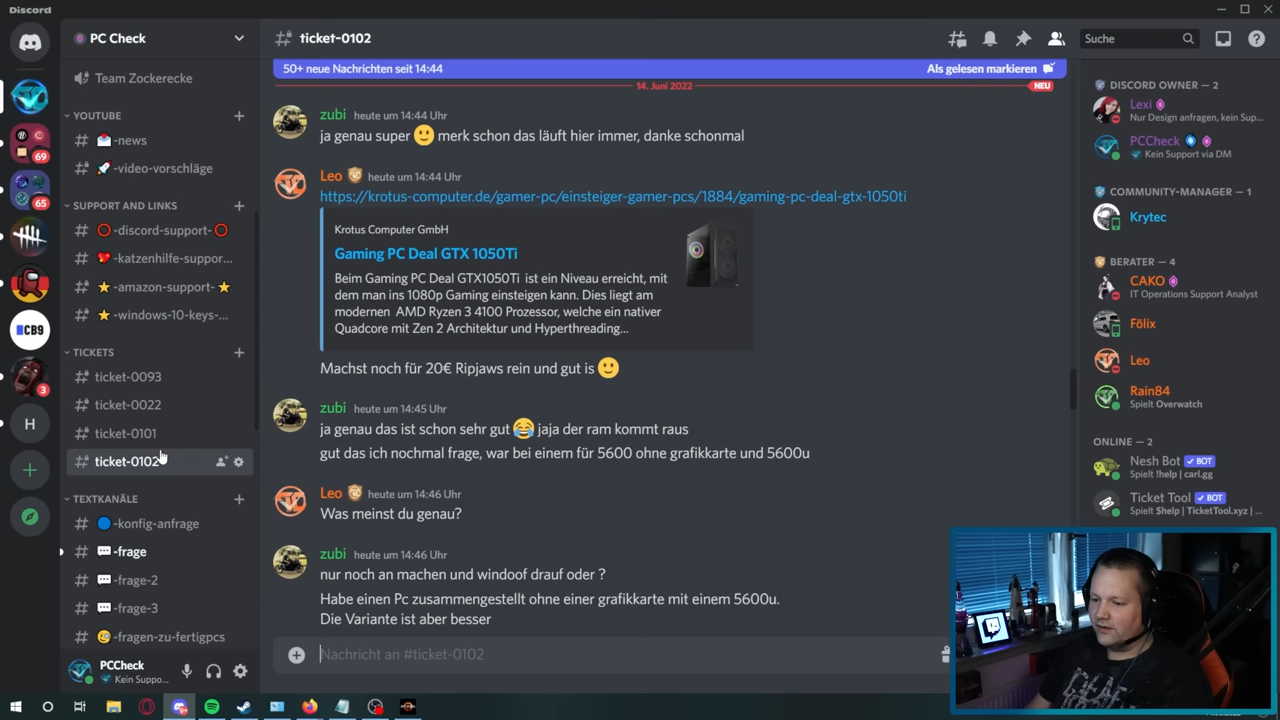 Discord
PC Check
Team Zockerecke
YOUTUBE
-news
-video-vorschläge
SUPPORT AND LINKS
-discord-support-
-katzenhilfe-suppor...
-amazon-support-
-windows-10-keys-...
TICKETS
ticket-0093
ticket-0022
ticket-0101
ticket-0102
TEXTKANÄLE
-konfig-anfrage
-frage
-frage-2
-frage-3
-fragen-zu-fertigpcs
PCCheck
Kein Suppo...
69
65
CB9
3
H
ticket-0102
Suche
50+ neue Nachrichten seit 14:44
Als gelesen markieren
14. Juni 2022
NEU
zubi heute um 14:44 Uhr
ja genau super merk schon das läuft hier immer, danke schonmal
Leo heute um 14:44 Uhr
https://krotus-computer.de/gamer-pc/einsteiger-gamer-pcs/1884/gaming-pc-deal-gtx-1050ti
Krotus Computer GmbH
Gaming PC Deal GTX 1050Ti
Beim Gaming PC Deal GTX1050Ti ist ein Niveau erreicht, mit
dem man ins 1080p Gaming einsteigen kann. Dies liegt am
modernen AMD Ryzen 3 4100 Prozessor, welche ein nativer
Quadcore mit Zen 2 Architektur und Hyperthreading...
Machst noch für 20€ Ripjaws rein und gut is
zubi heute um 14:45 Uhr
ja genau das ist schon sehr gut jaja der ram kommt raus
gut das ich nochmal frage, war bei einem für 5600 ohne grafikkarte und 5600u
Leo heute um 14:46 Uhr
Was meinst du genau?
zubi heute um 14:46 Uhr
nur noch an machen und windoof drauf oder ?
Habe einen Pc zusammengestellt ohne einer grafikkarte mit einem 5600u.
Die Variante ist aber besser
Nachricht an #ticket-0102
DISCORD OWNER — 2
Lexi
Nur Design anfragen, kein Sup...
PCCheck
Kein Support via DM
COMMUNITY-MANAGER — 1
Krytec
BERATER — 4
CAKO
IT Operations Support Analyst
Fölix
Leo
Rain84
Spielt Overwatch
ONLINE — 2
Nesh Bot BOT
Spielt !help | carl.gg
Ticket Tool BOT
Spielt $help | TicketTool.xyz | ...